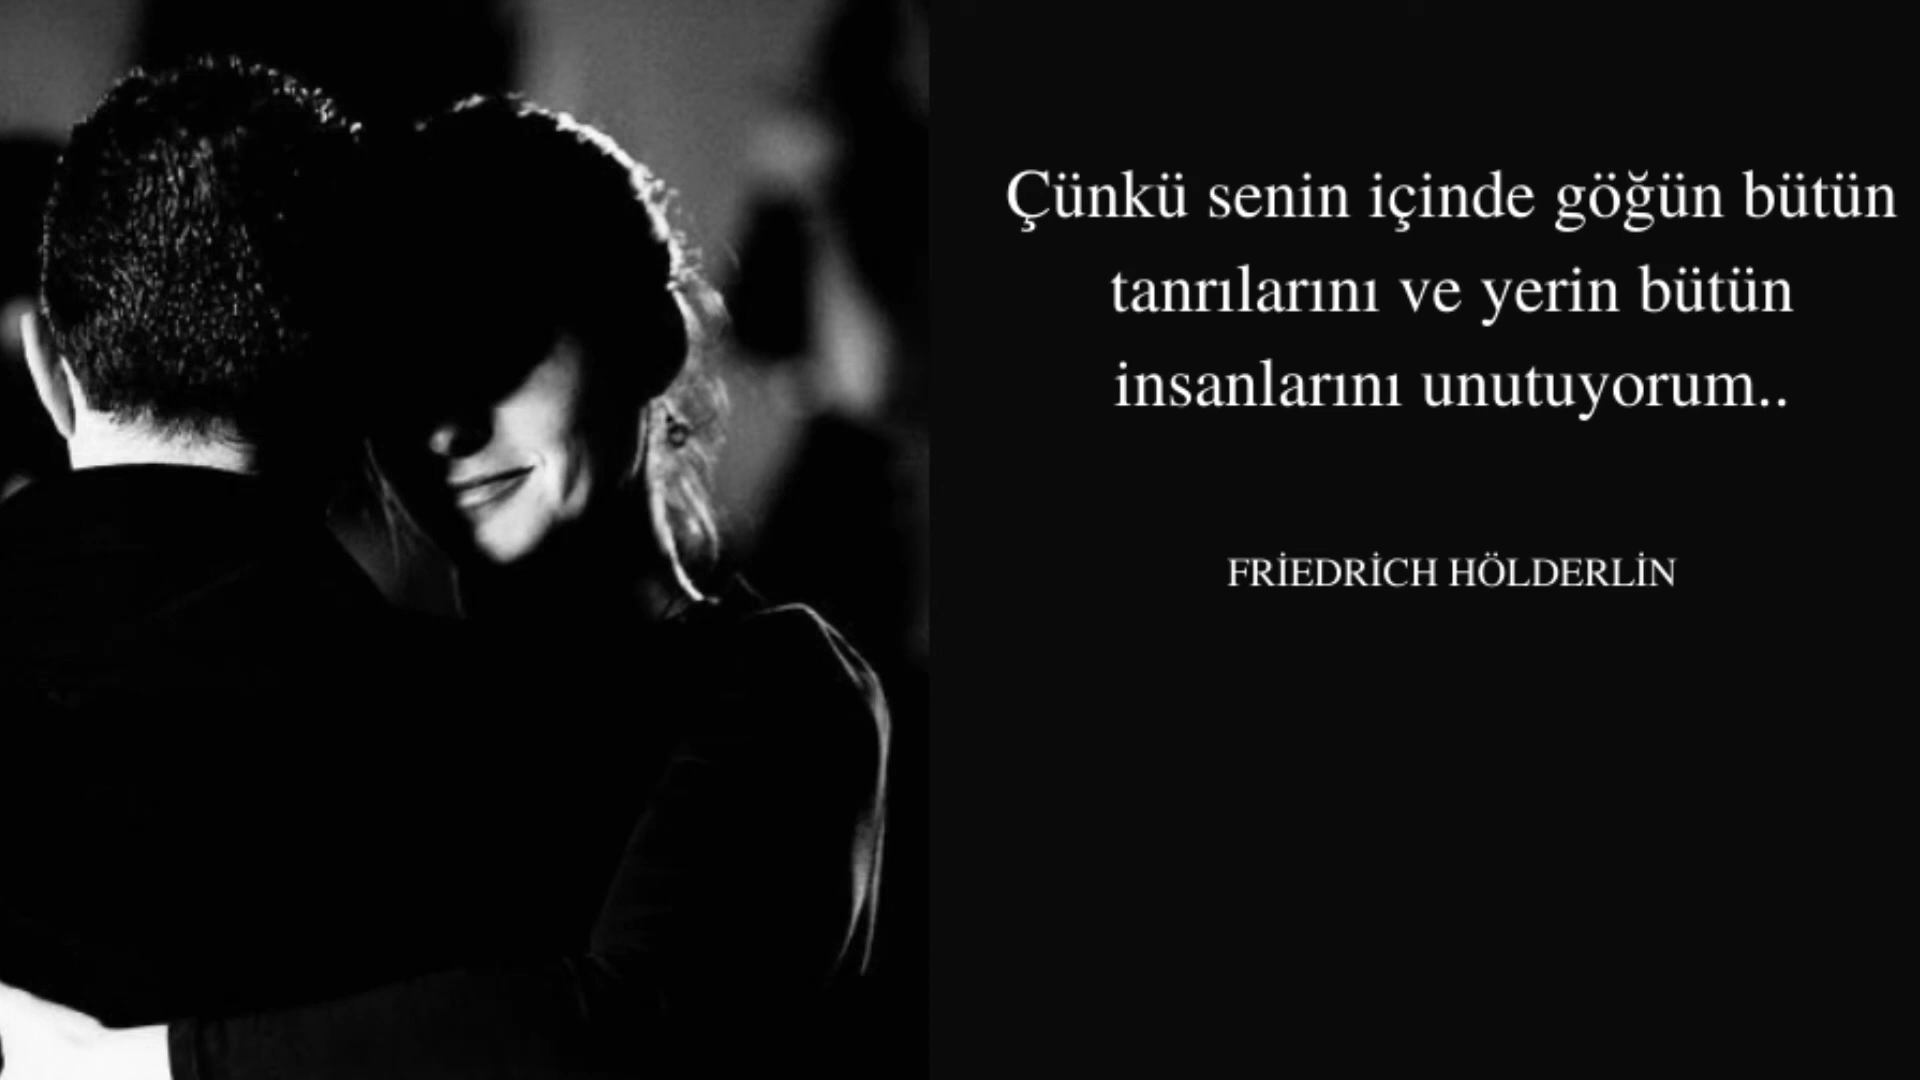 Çünkü senin içinde göğün bütün
tanrılarını ve yerin bütün
insanlarını unutuyorum..
FRİEDRİCH HÖLDERLİN